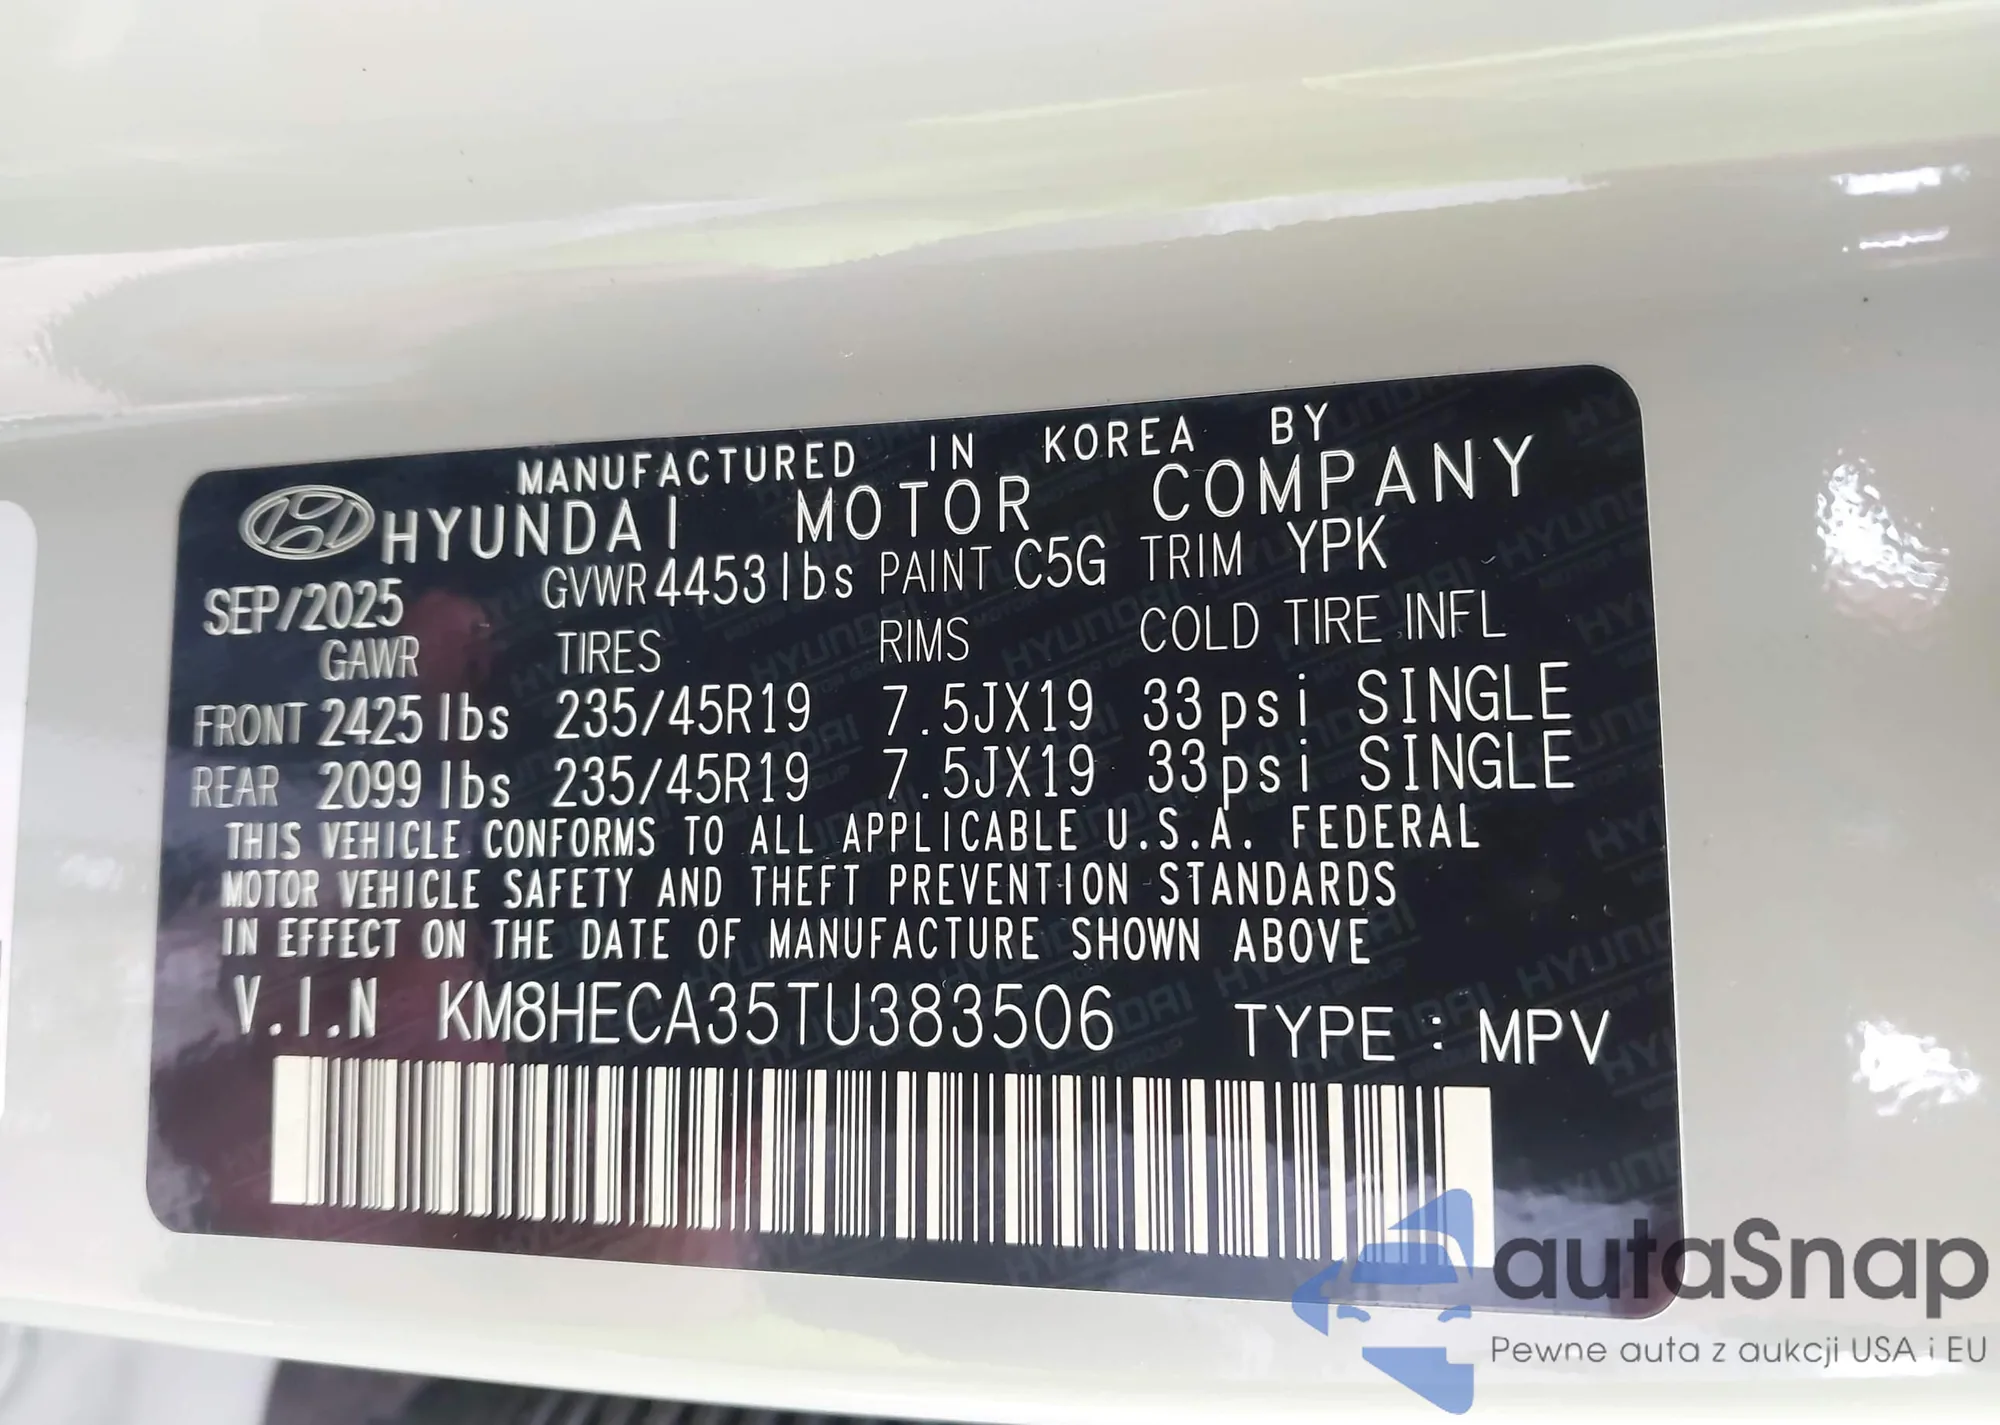 MANUFACTURED IN KOREA BY
HYUNDAI MOTOR COMPANY
SEP/2025 GVWR 4453 lbs PAINT C5G TRIM YPK
GAWR TIRES RIMS COLD TIRE INFL
FRONT 2425 lbs 235/45R19 7.5JX19 33psi SINGLE
REAR 2099 lbs 235/45R19 7.5JX19 33psi SINGLE
THIS VEHICLE CONFORMS TO ALL APPLICABLE U.S.A. FEDERAL
MOTOR VEHICLE SAFETY AND THEFT PREVENTION STANDARDS
IN EFFECT ON THE DATE OF MANUFACTURE SHOWN ABOVE
V.I.N KM8HECA35TU383506 TYPE : MPV
autaSnap
Pewne auta z aukcji USA i EU